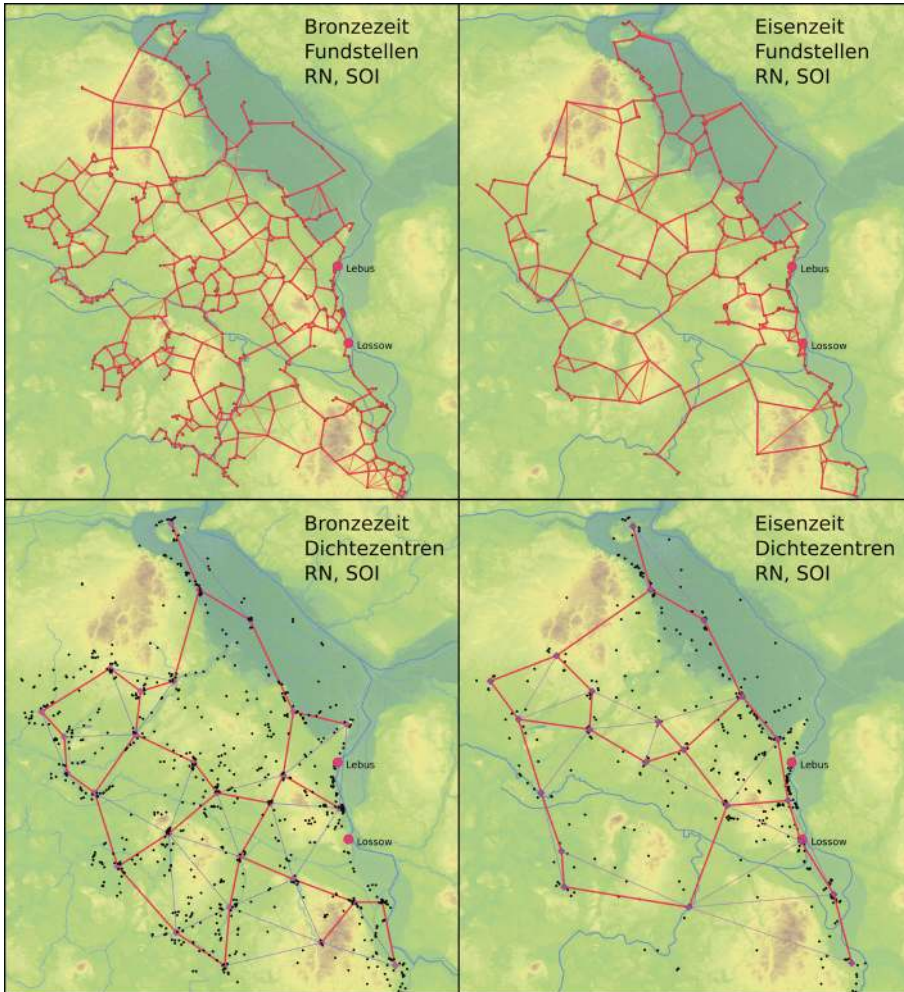 Bronzezeit
Fundstellen
RN, SOI
Lebus
Lossow
Eisenzeit
Fundstellen
RN, SOI
Lebus
Lossow
Bronzezeit
Dichtezentren
RN, SOI
Lebus
Lossow
Eisenzeit
Dichtezentren
RN, SOI
Lebus
Lossow